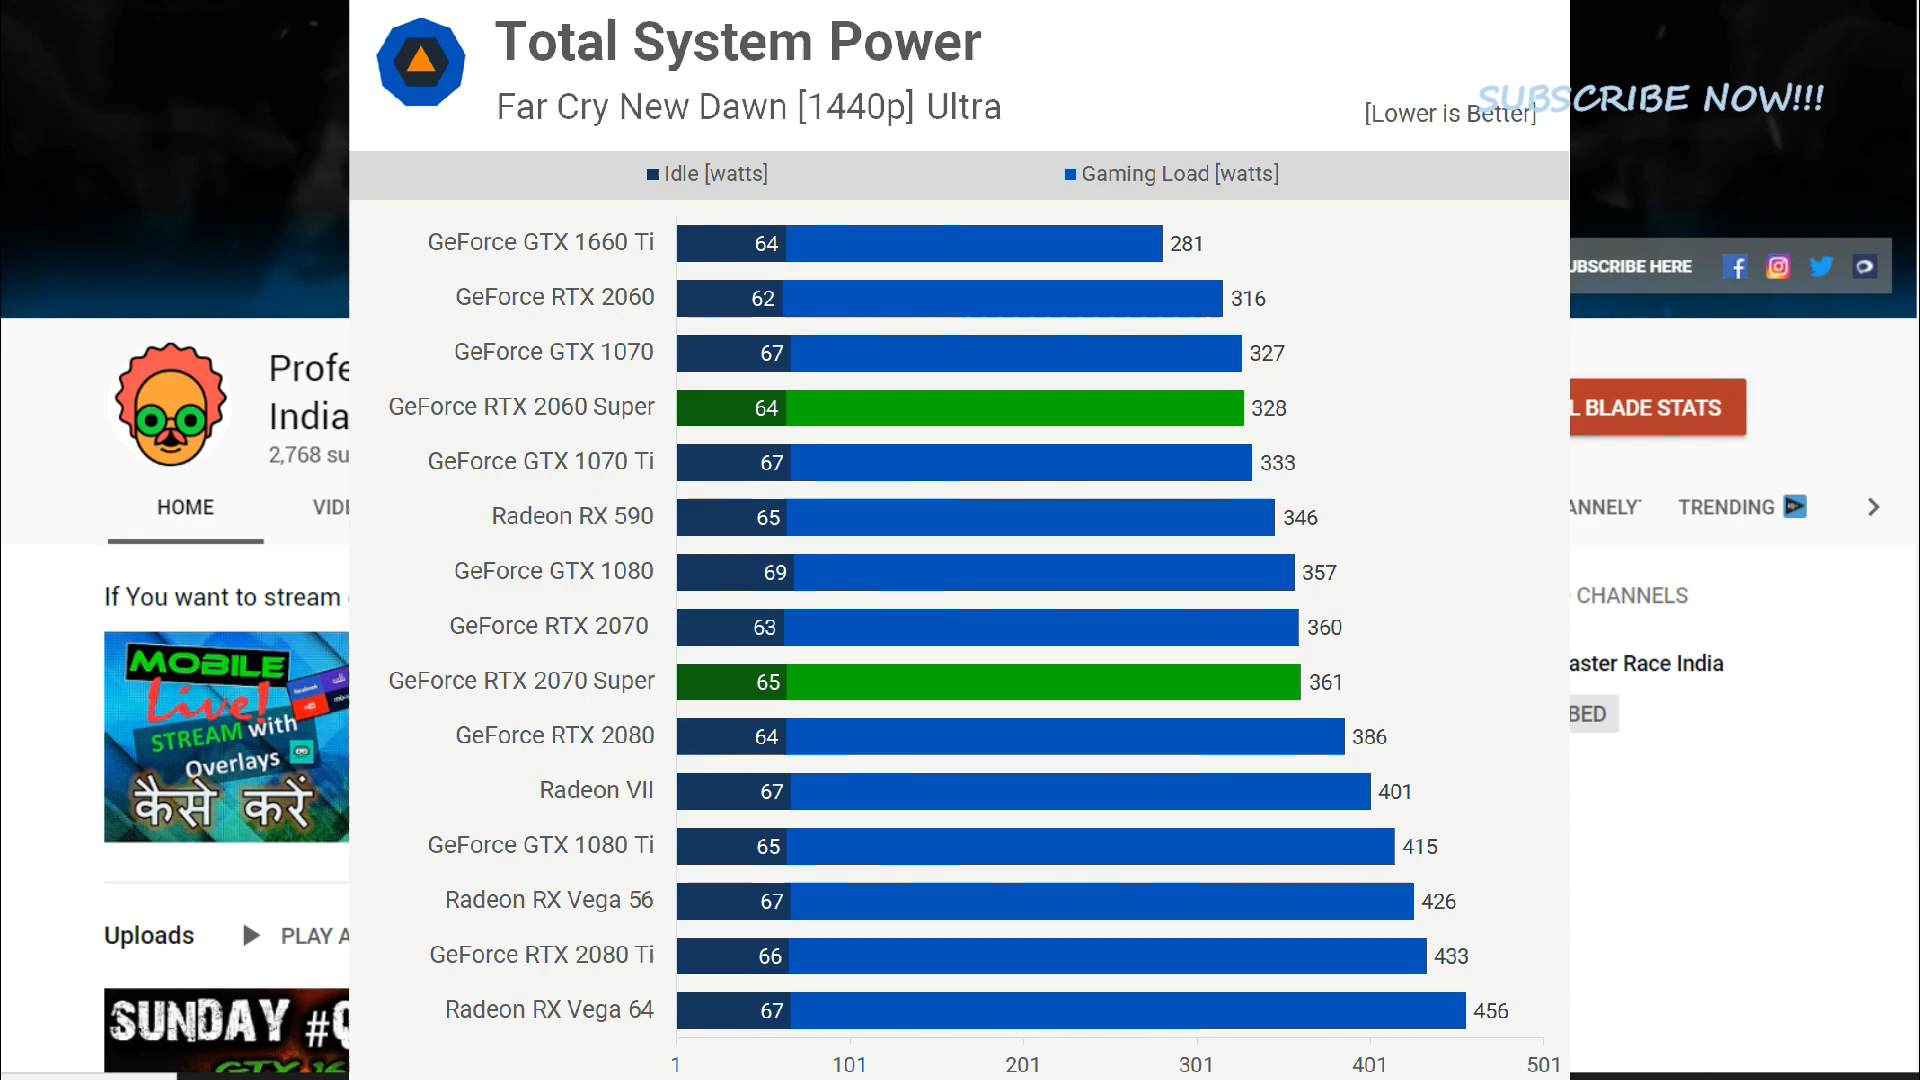 Total System Power
Far Cry New Dawn [1440p] Ultra
[Lower is Better]
SUBSCRIBE NOW!!!
Idle [watts]
Gaming Load [watts]
GeForce GTX 1660 Ti 64 281
GeForce RTX 2060 62 316
GeForce GTX 1070 67 327
GeForce RTX 2060 Super 64 328
GeForce GTX 1070 Ti 67 333
Radeon RX 590 65 346
GeForce GTX 1080 69 357
GeForce RTX 2070 63 360
GeForce RTX 2070 Super 65 361
GeForce RTX 2080 64 386
Radeon VII 67 401
GeForce GTX 1080 Ti 65 415
Radeon RX Vega 56 67 426
GeForce RTX 2080 Ti 66 433
Radeon RX Vega 64 67 456
1 101 201 301 401 501
Profe
India
2,768 su
HOME
VIDE
If You want to stream
MOBILE
Live!
STREAM with
Overlays
कैसे करें
Uploads
PLAY A
SUNDAY #Q
GTX 16
UBSCRIBE HERE
L BLADE STATS
ANNELY
TRENDING
CHANNELS
aster Race India
BED